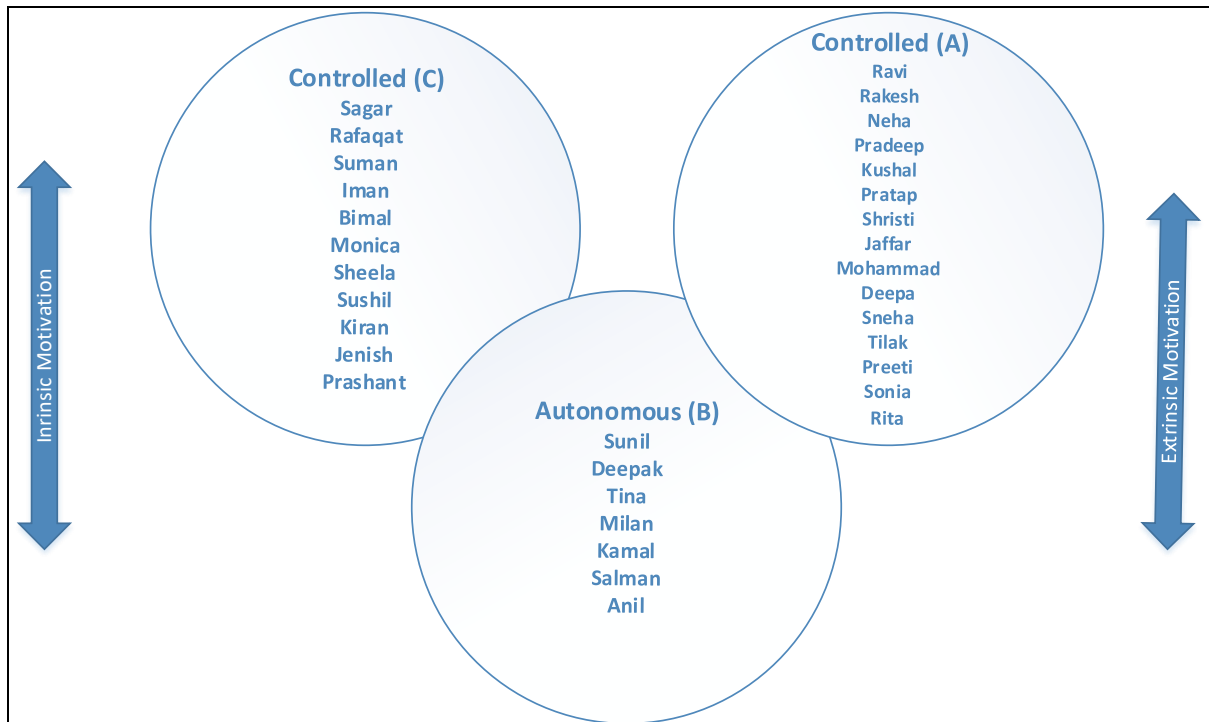 Controlled (C)
Sagar
Rafaqat
Suman
Iman
Bimal
Monica
Sheela
Sushil
Kiran
Jenish
Prashant
Controlled (A)
Ravi
Rakesh
Neha
Pradeep
Kushal
Pratap
Shristi
Jaffar
Mohammad
Deepa
Sneha
Tilak
Preeti
Sonia
Rita
Autonomous (B)
Sunil
Deepak
Tina
Milan
Kamal
Salman
Anil
Inrinsic Motivation
Extrinsic Motivation